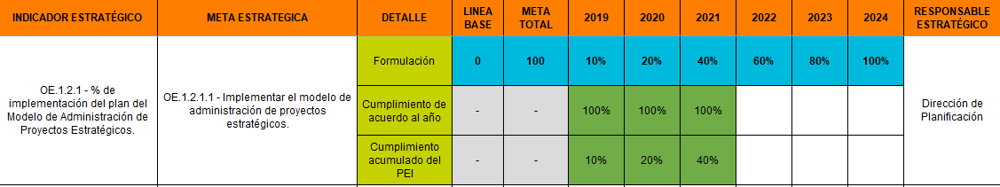 INDICADOR ESTRATÉGICO META ESTRATEGICA DETALLE LINEA BASE META TOTAL 2019 2020 2021 2022 2023 2024 RESPONSABLE ESTRATÉGICO
OE.1.2.1 - % de
implementación del plan del
Modelo de Administración de
Proyectos Estratégicos.
OE.1.2.1.1 - Implementar el modelo de
administración de proyectos
estratégicos.
Formulación 0 100 10% 20% 40% 60% 80% 100%
Cumplimiento de
acuerdo al año - - 100% 100% 100%
Cumplimiento
acumulado del
PEI - - 10% 20% 40%
Dirección de
Planificación